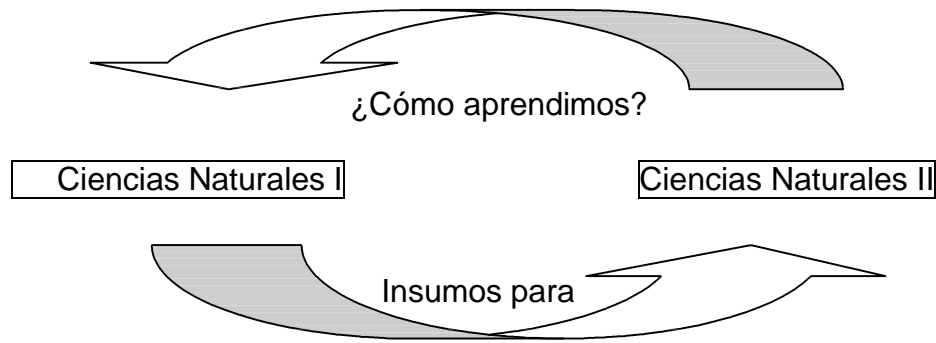 ¿Cómo aprendimos?
Ciencias Naturales I
Ciencias Naturales II
Insumos para